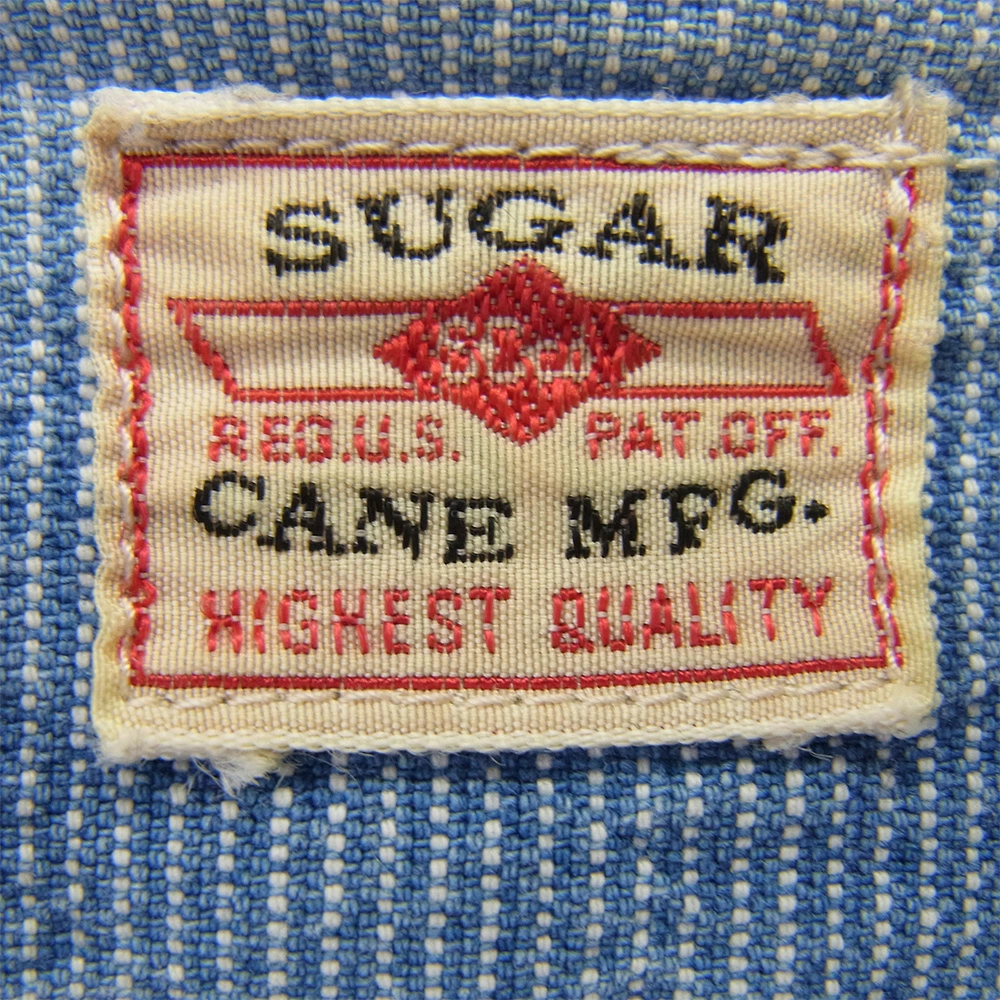 SUGAR
REG.U.S. PAT.OFF.
CANE MFG.
HIGHEST QUALITY